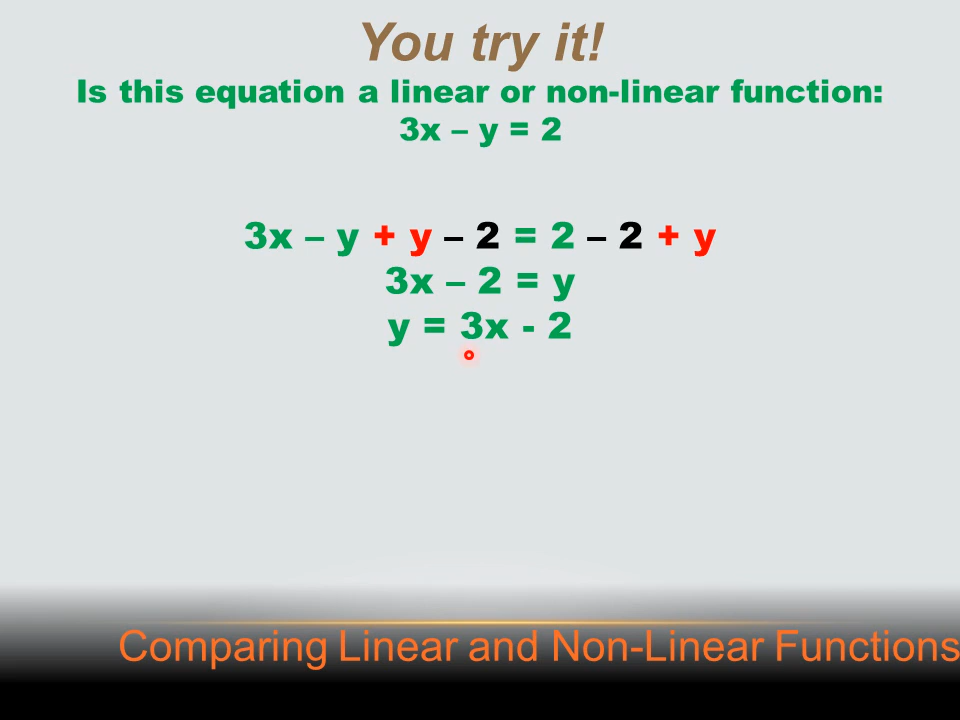 You try it!
Is this equation a linear or non-linear function:
3x – y = 2
3x – y + y – 2 = 2 – 2 + y
3x – 2 = y
y = 3x - 2
Comparing Linear and Non-Linear Functions